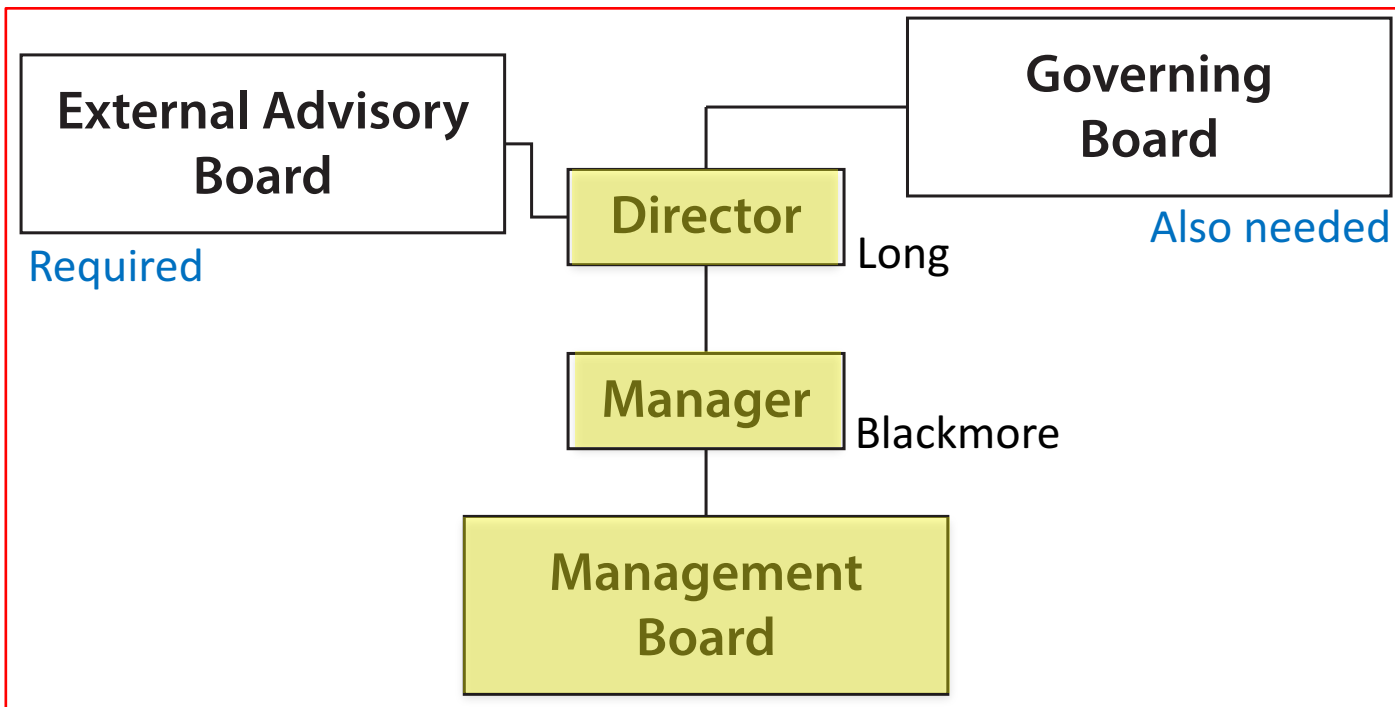 External Advisory
Board
Required
Governing
Board
Also needed
Director
Long
Manager
Blackmore
Management
Board